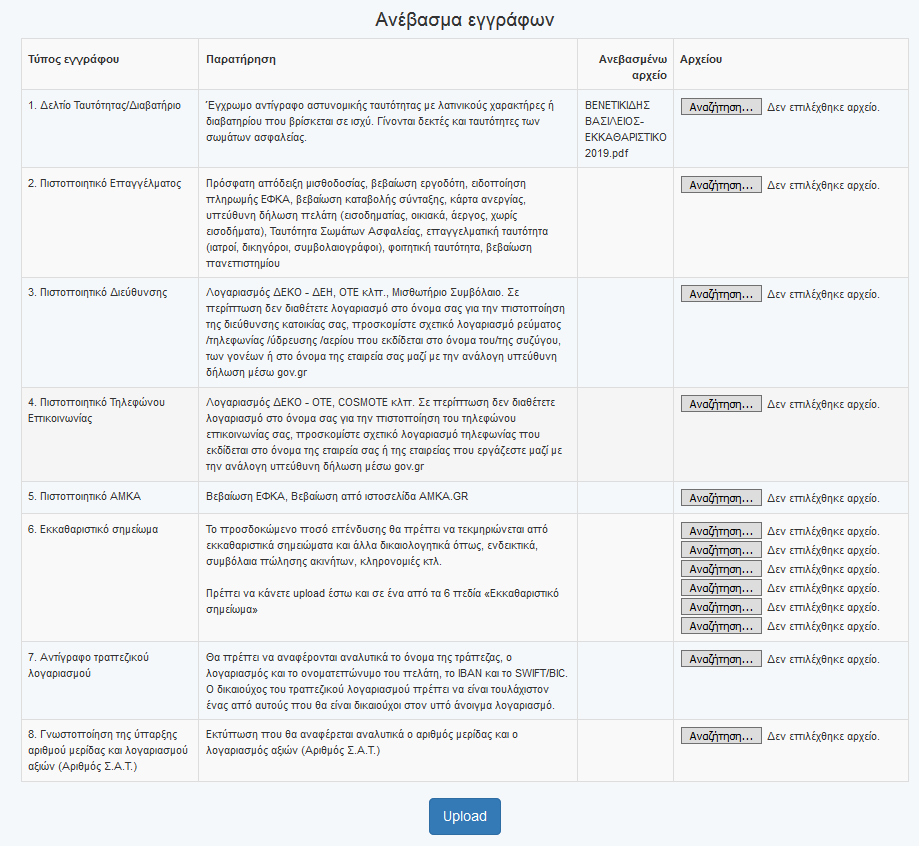 Ανέβασμα εγγράφων
Τύπος εγγράφου
Παρατήρηση
Ανεβασμένω
αρχείο
Αρχείου
1. Δελτίο Ταυτότητας/Διαβατήριο
Έγχρωμο αντίγραφο αστυνομικής ταυτότητας με λατινικούς χαρακτήρες ή
διαβατηρίου που βρίσκεται σε ισχύ. Γίνονται δεκτές και ταυτότητες των
σωμάτων ασφαλείας.
ΒΕΝΕΤΙΚΙΔΗΣ
ΒΑΣΙΛΕΙΟΣ-
ΕΚΚΑΘΑΡΙΣΤΙΚΟ
2019.pdf
Αναζήτηση... Δεν επιλέχθηκε αρχείο.
2. Πιστοποιητικό Επαγγέλματος
Πρόσφατη απόδειξη μισθοδοσίας, βεβαίωση εργοδότη, ειδοποίηση
πληρωμής ΕΦΚΑ, βεβαίωση καταβολής σύνταξης, κάρτα ανεργίας,
υπεύθυνη δήλωση πελάτη (εισοδηματίας, οικιακά, άεργος, χωρίς
εισοδήματα), Ταυτότητα Σωμάτων Ασφαλείας, επαγγελματική ταυτότητα
(ιατροί, δικηγόροι, συμβολαιογράφοι), φοιτητική ταυτότητα, βεβαίωση
πανεπιστημίου
Αναζήτηση... Δεν επιλέχθηκε αρχείο.
3. Πιστοποιητικό Διεύθυνσης
Λογαριασμός ΔΕΚΟ - ΔΕΗ, ΟΤΕ κλπ., Μισθωτήριο Συμβόλαιο. Σε
περίπτωση δεν διαθέτετε λογαριασμό στο όνομα σας για την πιστοποίηση
της διεύθυνσης κατοικίας σας, προσκομίστε σχετικό λογαριασμό ρεύματος
/τηλεφωνίας /ύδρευσης /αερίου που εκδίδεται στο όνομα του/της συζύγου,
των γονέων ή στο όνομα της εταιρεία σας μαζί με την ανάλογη υπεύθυνη
δήλωση μέσω gov.gr
Αναζήτηση... Δεν επιλέχθηκε αρχείο.
4. Πιστοποιητικό Τηλεφώνου
Επικοινωνίας
Λογαριασμός ΔΕΚΟ - ΟΤΕ, COSMOTE κλπ. Σε περίπτωση δεν διαθέτετε
λογαριασμό στο όνομα σας για την πιστοποίηση του τηλεφώνου
επικοινωνίας σας, προσκομίστε σχετικό λογαριασμό τηλεφωνίας που
εκδίδεται στο όνομα της εταιρεία σας ή της εταιρείας που εργάζεστε μαζί με
την ανάλογη υπεύθυνη δήλωση μέσω gov.gr
Αναζήτηση... Δεν επιλέχθηκε αρχείο.
5. Πιστοποιητικό ΑΜΚΑ
Βεβαίωση ΕΦΚΑ, Βεβαίωση από ιστοσελίδα AMKA.GR
Αναζήτηση... Δεν επιλέχθηκε αρχείο.
6. Εκκαθαριστικό σημείωμα
Το προσδοκώμενο ποσό επένδυσης θα πρέπει να τεκμηριώνεται από
εκκαθαριστικά σημειώματα και άλλα δικαιολογητικά όπως, ενδεικτικά,
συμβόλαια πώλησης ακινήτων, κληρονομιές κτλ.
Πρέπει να κάνετε upload έστω και σε ένα από τα 6 πεδία «Εκκαθαριστικό
σημείωμα»
Αναζήτηση... Δεν επιλέχθηκε αρχείο.
Αναζήτηση... Δεν επιλέχθηκε αρχείο.
Αναζήτηση... Δεν επιλέχθηκε αρχείο.
Αναζήτηση... Δεν επιλέχθηκε αρχείο.
Αναζήτηση... Δεν επιλέχθηκε αρχείο.
Αναζήτηση... Δεν επιλέχθηκε αρχείο.
7. Αντίγραφο τραπεζικού
λογαριασμού
Θα πρέπει να αναφέρονται αναλυτικά το όνομα της τράπεζας, ο
λογαριασμός και το ονοματεπώνυμο του πελάτη, το IBAN και το SWIFT/BIC.
Ο δικαιούχος του τραπεζικού λογαριασμού πρέπει να είναι τουλάχιστον
ένας από αυτούς που θα είναι δικαιούχοι στον υπό άνοιγμα λογαριασμό.
Αναζήτηση... Δεν επιλέχθηκε αρχείο.
8. Γνωστοποίηση της ύπαρξης
αριθμού μερίδας και λογαριασμού
αξιών (Αριθμός Σ.Α.Τ.)
Εκτύπωση που θα αναφέρεται αναλυτικά ο αριθμός μερίδας και ο
λογαριασμός αξιών (Αριθμός Σ.Α.Τ.)
Αναζήτηση... Δεν επιλέχθηκε αρχείο.
Upload